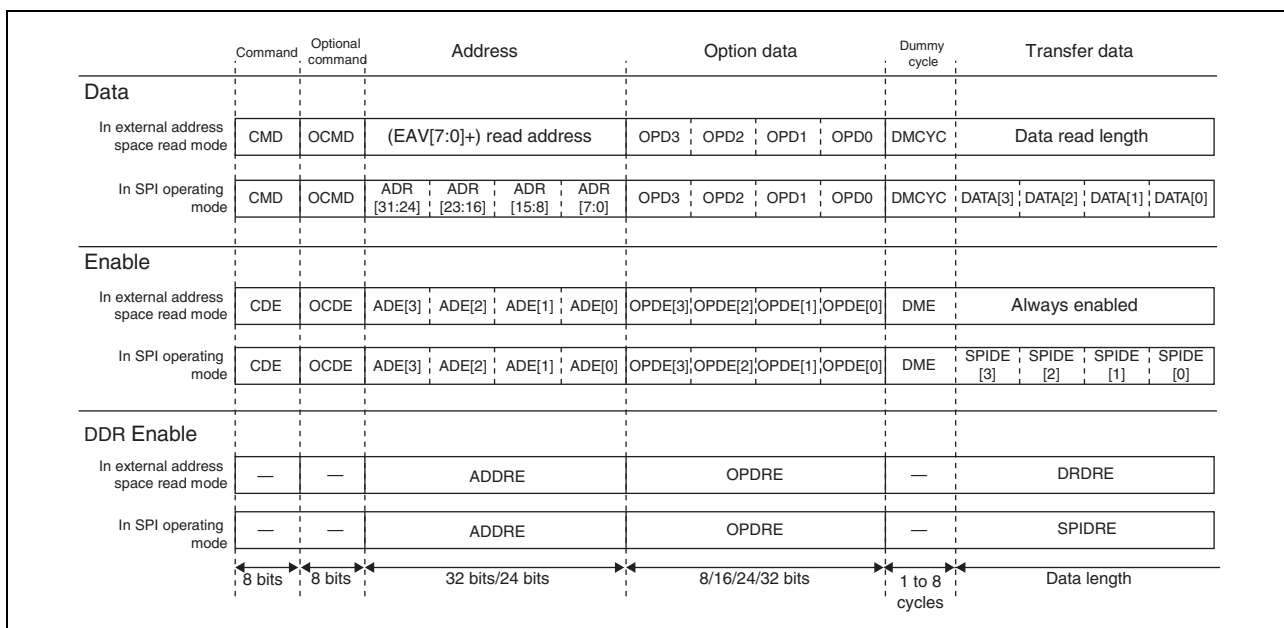 Command Optional command Address Option data Dummy cycle Transfer data
Data
In external address space read mode CMD OCMD (EAV[7:0]+) read address OPD3 OPD2 OPD1 OPD0 DMCYC Data read length
In SPI operating mode CMD OCMD ADR [31:24] ADR [23:16] ADR [15:8] ADR [7:0] OPD3 OPD2 OPD1 OPD0 DMCYC DATA[3] DATA[2] DATA[1] DATA[0]
Enable
In external address space read mode CDE OCDE ADE[3] ADE[2] ADE[1] ADE[0] OPDE[3] OPDE[2] OPDE[1] OPDE[0] DME Always enabled
In SPI operating mode CDE OCDE ADE[3] ADE[2] ADE[1] ADE[0] OPDE[3] OPDE[2] OPDE[1] OPDE[0] DME SPIDE [3] SPIDE [2] SPIDE [1] SPIDE [0]
DDR Enable
In external address space read mode — — ADDRE OPDRE — DRDRE
In SPI operating mode — — ADDRE OPDRE — SPIDRE
8 bits 8 bits 32 bits/24 bits 8/16/24/32 bits 1 to 8 cycles Data length